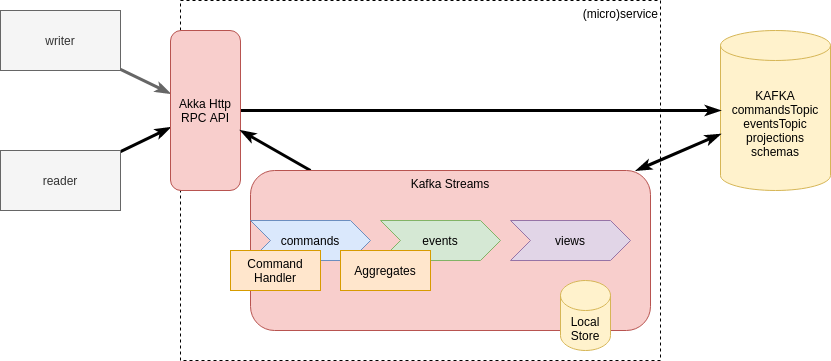 (micro)service
writer
Akka Http
RPC API
KAFKA
commandsTopic
eventsTopic
projections
schemas
reader
Kafka Streams
commands
events
views
Command
Handler
Aggregates
Local
Store